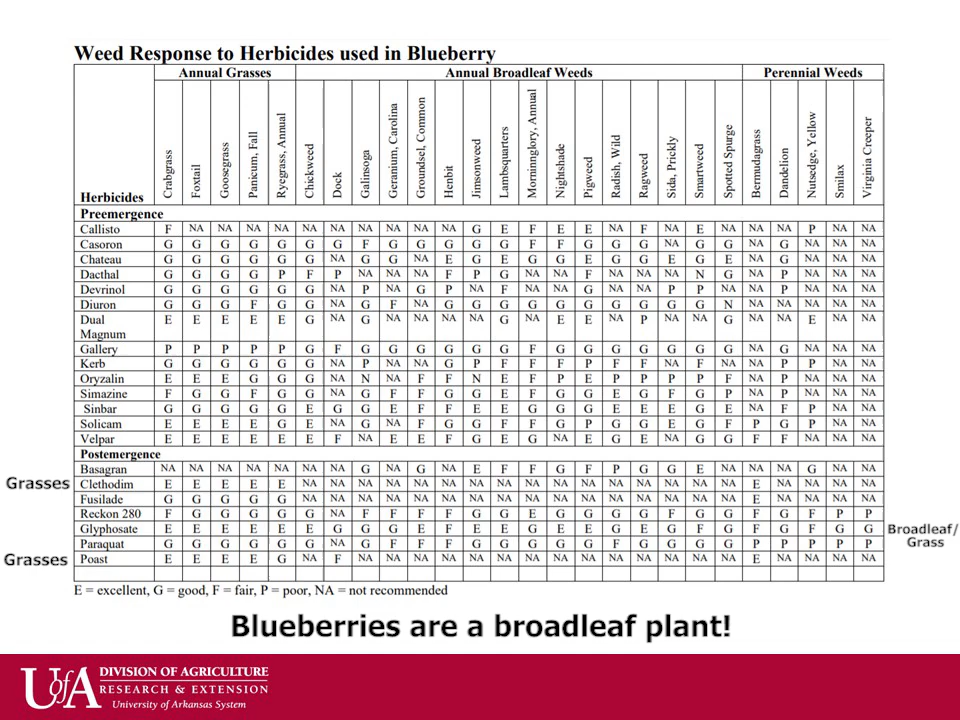 Weed Response to Herbicides used in Blueberry
Annual Grasses Annual Broadleaf Weeds Perennial Weeds
Herbicides Crabgrass Foxtail Goosegrass Panicum, Fall Ryegrass, Annual Chickweed Dock Galinsoga Geranium, Carolina Groundsel, Common Henbit Jimsonweed Lambsquarters Morninnglory, Annual Nightshade Pigweed Radish, Wild Ragweed Sida, Prickly Smartweed Spotted Spurge Bermudagrass Dandelion Nutsedge, Yellow Smilax Virginia Creeper
Preemergence
Callisto F NA NA NA NA NA NA NA NA NA NA G E F E E NA F NA E NA NA NA P NA NA
Casoron G G G G G G G F G G G G G F F G G G NA G G NA G NA NA
Chateau G G G G G G NA G G NA E G E G G E G G E G E NA G NA NA NA
Dacthal G G G G P F P NA NA NA F P G NA NA F NA NA NA N G NA P NA NA NA
Devrinol G G G G G G NA P NA G P NA F NA NA G NA NA P P NA NA P NA NA NA
Diuron G G G F G G NA G F NA G G G G G G G G G G N NA NA NA NA NA
Dual E E E E E G NA G NA NA NA NA G NA E E NA P NA NA G NA NA E NA NA
Magnum
Gallery P P P P P G F G G G G G G F G G G G G G G NA G NA NA NA
Kerb G G G G G G NA P NA NA G P F F F P F F NA F NA NA P P NA NA
Oryzalin E E E G G G NA N NA F F N E F P E P P P P F NA P NA NA NA
Simazine F G G F G G NA G F F G G E F G G E G F G P NA P NA NA NA
Sinbar G G G G G E G G E F F E E G G G E E E G E NA F P NA NA
Solicam E E E E G E NA G NA F G G F F G P G G E G F P G P NA NA
Velpar E E E E E E F NA E E F G E G NA E G E NA G G F F NA NA NA
Postemergence
Basagran NA NA NA NA NA NA NA G NA G NA E F F G F P G G E NA NA NA G NA NA
Grasses Clethodim E E E E E NA NA NA NA NA NA NA NA NA NA NA NA NA NA NA NA E NA NA NA NA
Fusilade G G G G G NA NA NA NA NA NA NA NA NA NA NA NA NA NA NA NA E NA NA NA NA
Reckon 280 F G G G G G NA F F F F G G E G G G G F G G F G F P P
Glyphosate E E E E E E G G G E F E E G E E G E G F G F G F G G Broadleaf/
Grass
Paraquat G G G G G G NA G F F F G G G G G F G G G G P P P P P
Grasses Poast E E E E G NA F NA NA NA NA NA NA NA NA NA NA NA NA NA NA E NA NA NA NA
E = excellent, G = good, F = fair, P = poor, NA = not recommended
Blueberries are a broadleaf plant!
UofA DIVISION OF AGRICULTURE
RESEARCH & EXTENSION
University of Arkansas System